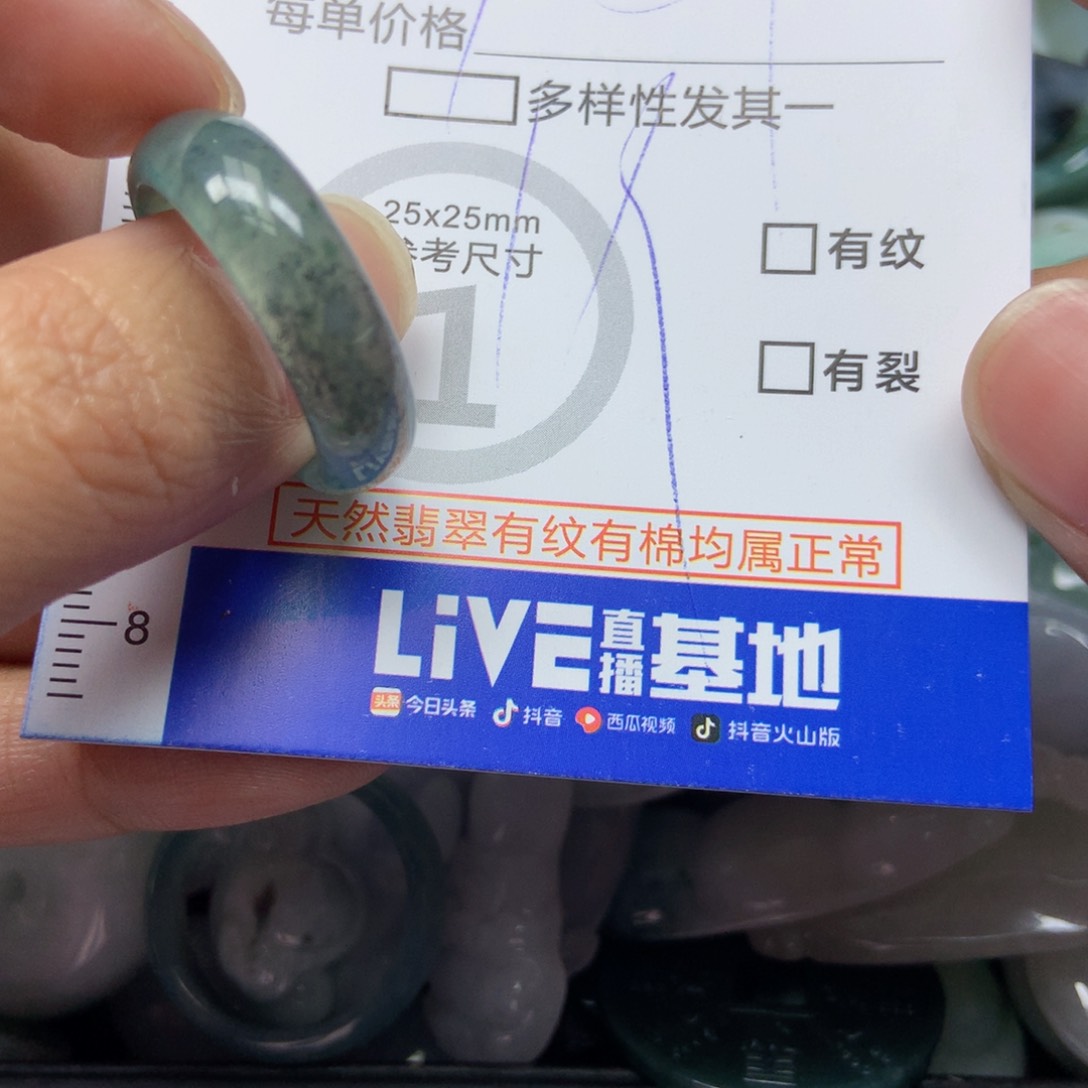 每单价格
多样性发其一
25x25mm
参考尺寸
1
有纹
有裂
天然翡翠有纹有棉均属正常
8
LiVE直播基地
头条 今日头条 抖音 西瓜视频 抖音火山版